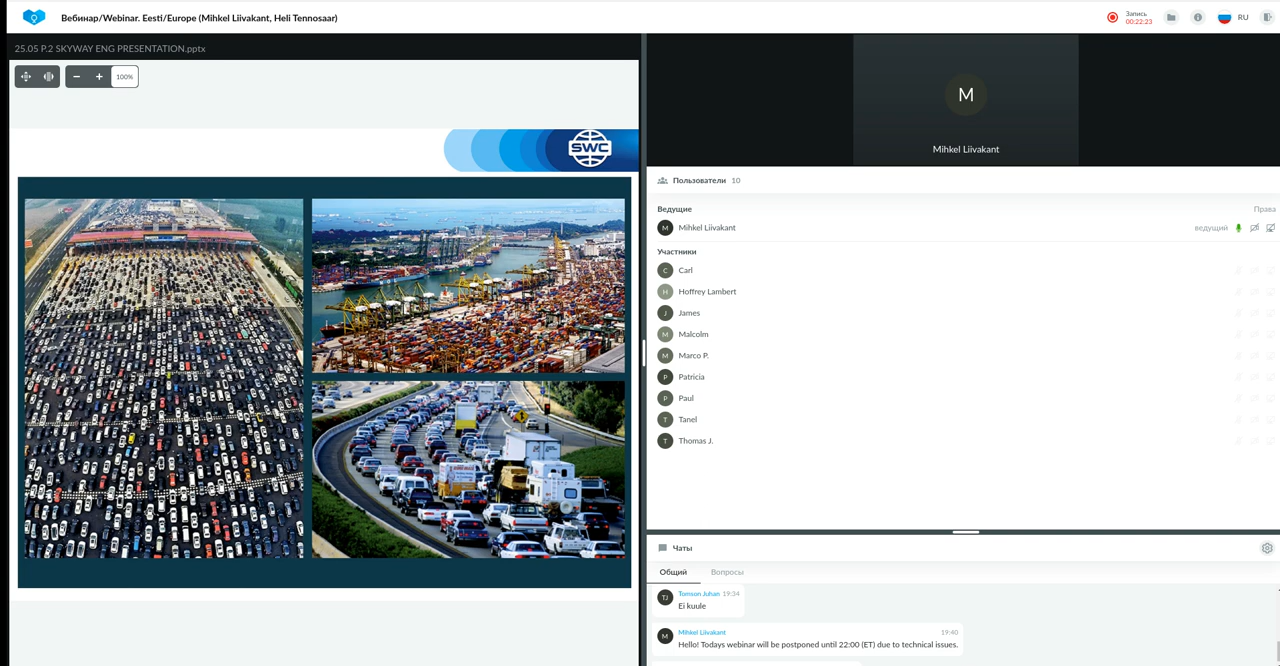 Вебинар/Webinar. Eesti/Europe (Mihkel Liivakant, Heli Tennosaar)
Запись
00:22:23
RU
25.05 P.2 SKYWAY ENG PRESENTATION.pptx
100%
SWC
M
Mihkel Liivakant
Пользователи 10
Ведущие Права
M Mihkel Liivakant ведущий
Участники
C Carl
H Hoffrey Lambert
J James
M Malcolm
M Marco P.
P Patricia
P Paul
T Tanel
T Thomas J.
Чаты
Общий Вопросы
TJ Tomson Juhan 19:34
Ei kuule
M Mihkel Liivakant 19:40
Hello! Todays webinar will be postponed until 22:00 (ET) due to technical issues.